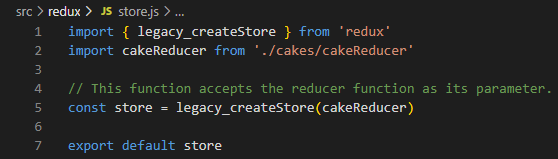 src > redux > JS store.js > ...
1 import { legacy_createStore } from 'redux'
2 import cakeReducer from './cakes/cakeReducer'
3
4 // This function accepts the reducer function as its parameter.
5 const store = legacy_createStore(cakeReducer)
6
7 export default store